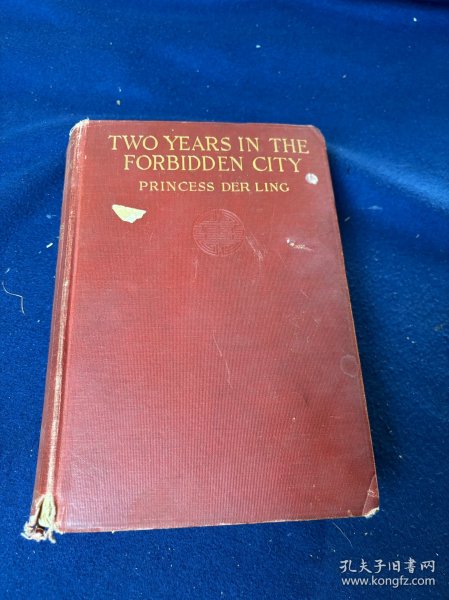 TWO YEARS IN THE
FORBIDDEN CITY
PRINCESS DER LING
孔夫子旧书网
www.kongfz.com